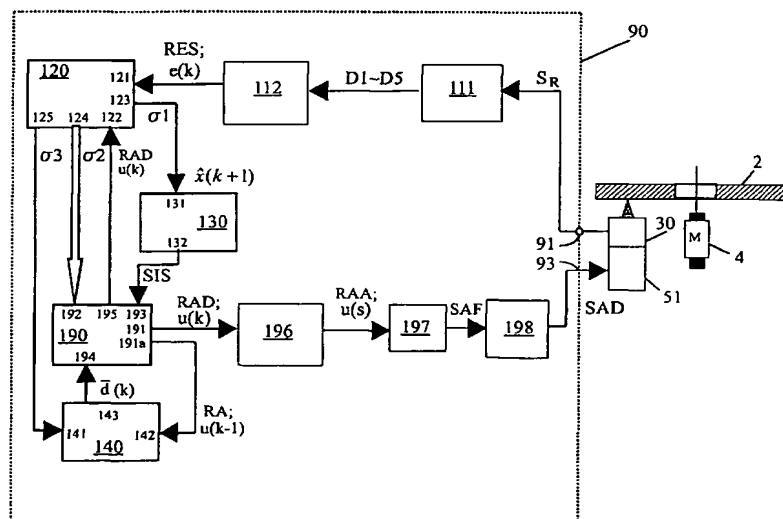 90
120
121
123
125 124 122
RES;
e(k)
112
D1~D5
111
S_R
σ1
σ3
σ2
RAD
u(k)
x̂(k+1)
131
130
132
SIS
2
30
M
4
91
93
51
SAD
192 195 193
191
191a
190
194
RAD;
u(k)
196
RAA;
u(s)
197
SAF
198
d̅(k)
RA;
u(k-1)
143
141
142
140